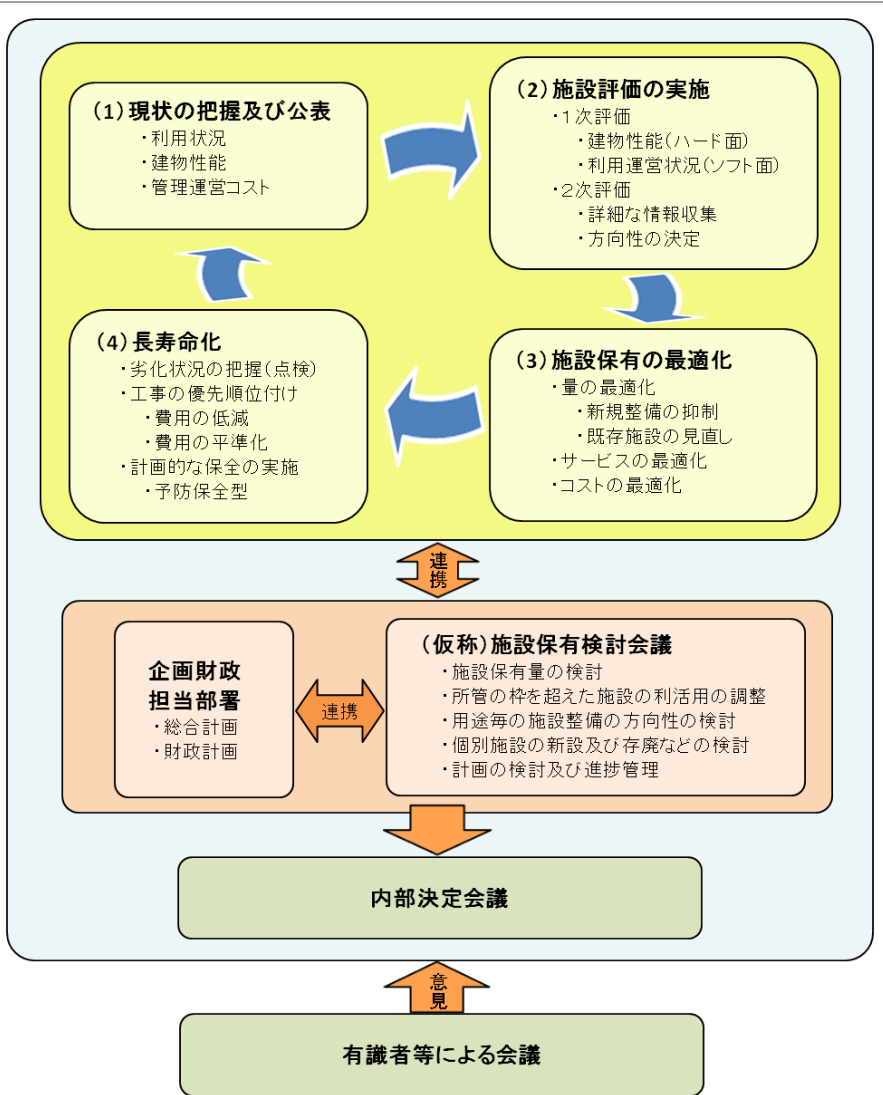 (1)現状の把握及び公表
・利用状況
・建物性能
・管理運営コスト
(2)施設評価の実施
・１次評価
・建物性能(ハード面)
・利用運営状況(ソフト面)
・２次評価
・詳細な情報収集
・方向性の決定
(3)施設保有の最適化
・量の最適化
・新規整備の抑制
・既存施設の見直し
・サービスの最適化
・コストの最適化
(4)長寿命化
・劣化状況の把握(点検)
・工事の優先順位付け
・費用の低減
・費用の平準化
・計画的な保全の実施
・予防保全型
連携
企画財政
担当部署
・総合計画
・財政計画
連携
(仮称)施設保有検討会議
・施設保有量の検討
・所管の枠を超えた施設の利活用の調整
・用途毎の施設整備の方向性の検討
・個別施設の新設及び存廃などの検討
・計画の検討及び進捗管理
内部決定会議
意見
有識者等による会議